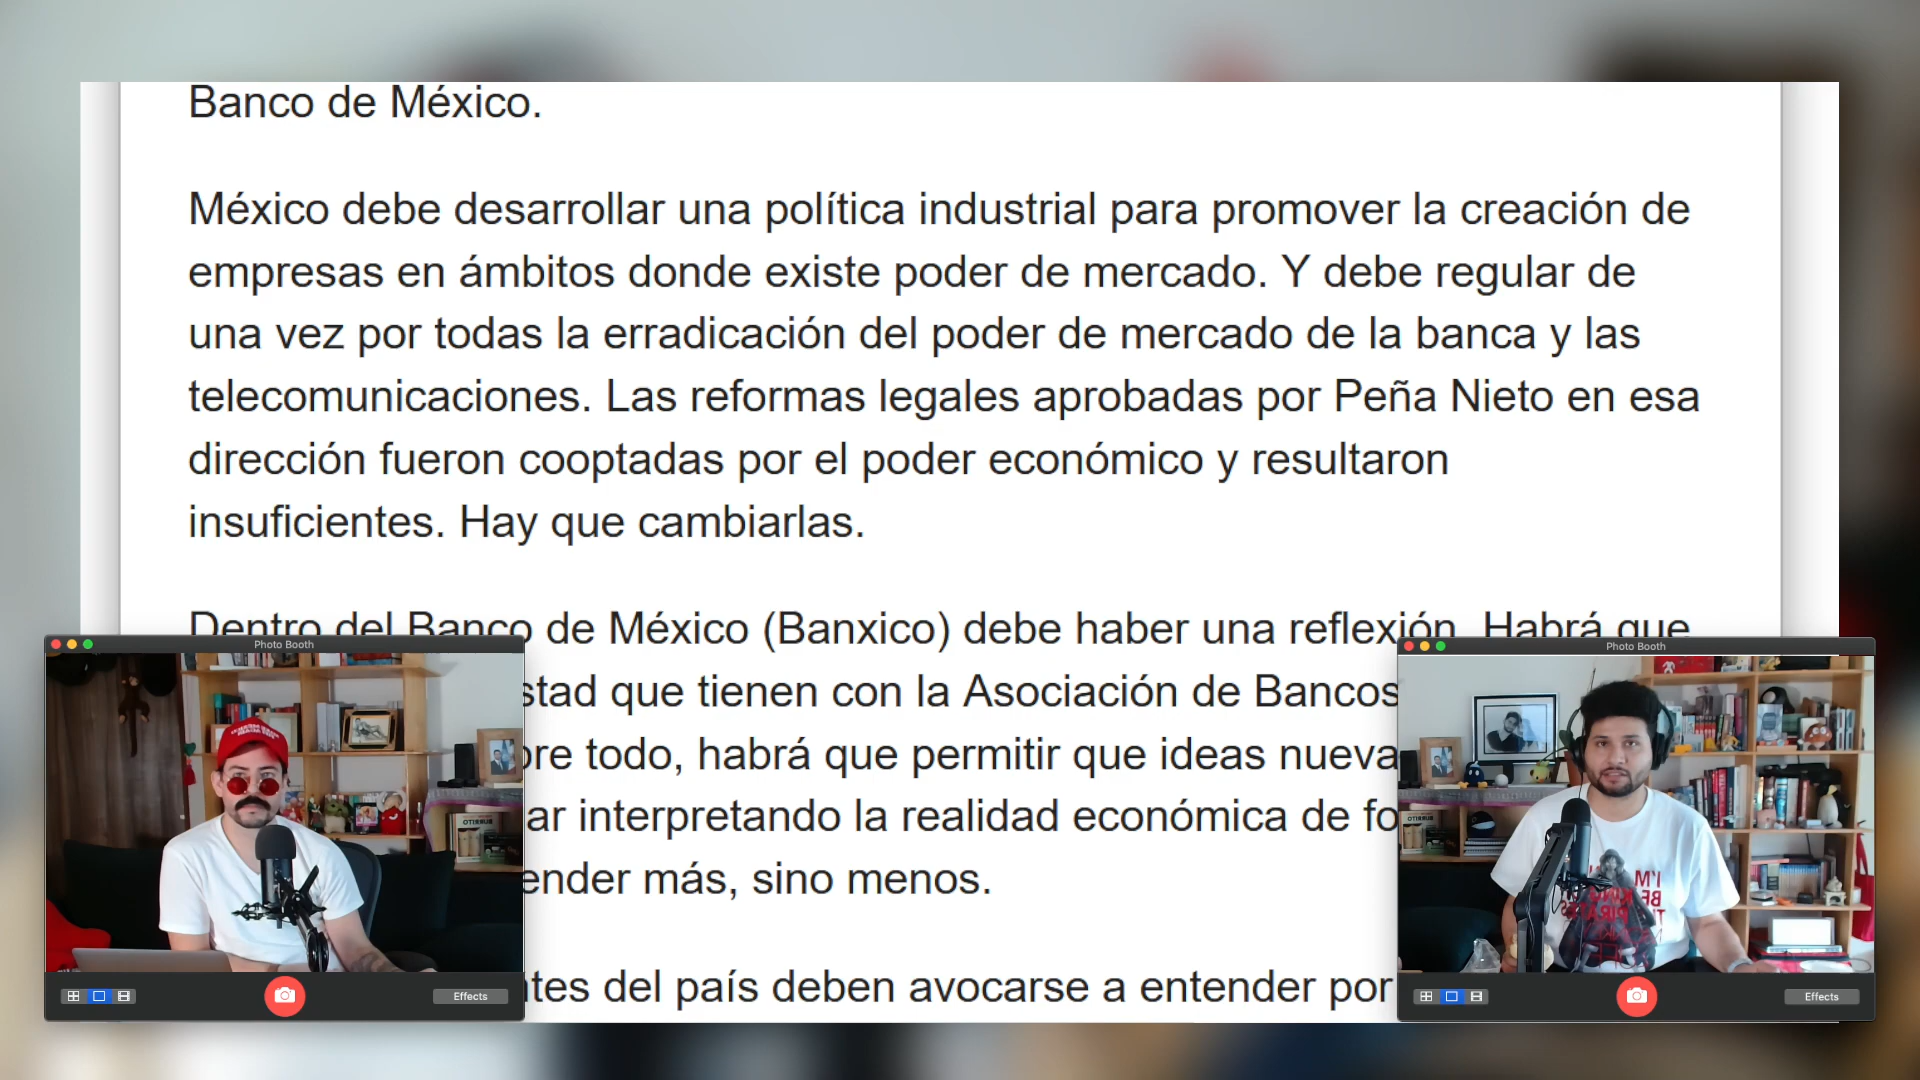 Banco de México.
México debe desarrollar una política industrial para promover la creación de
empresas en ámbitos donde existe poder de mercado. Y debe regular de
una vez por todas la erradicación del poder de mercado de la banca y las
telecomunicaciones. Las reformas legales aprobadas por Peña Nieto en esa
dirección fueron cooptadas por el poder económico y resultaron
insuficientes. Hay que cambiarlas.
Dentro del Banco de México (Banxico) debe haber una reflexión. Habrá que
stad que tienen con la Asociación de Bancos
bre todo, habrá que permitir que ideas nueva
ar interpretando la realidad económica de fo
ender más, sino menos.
tes del país deben avocarse a entender por
Photo Booth
Effects
Photo Booth
Effects